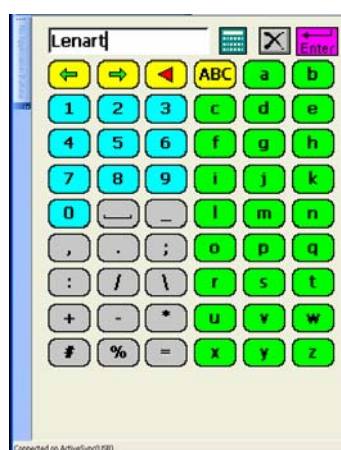 Lenart
Enter
ABC a b
1 2 3 c d e
4 5 6 f g h
7 8 9 i j k
0 _ l m n
, . ; o p q
: / \ r s t
+ - * u v w
# % = x y z
Connected on ActiveSync(USB)